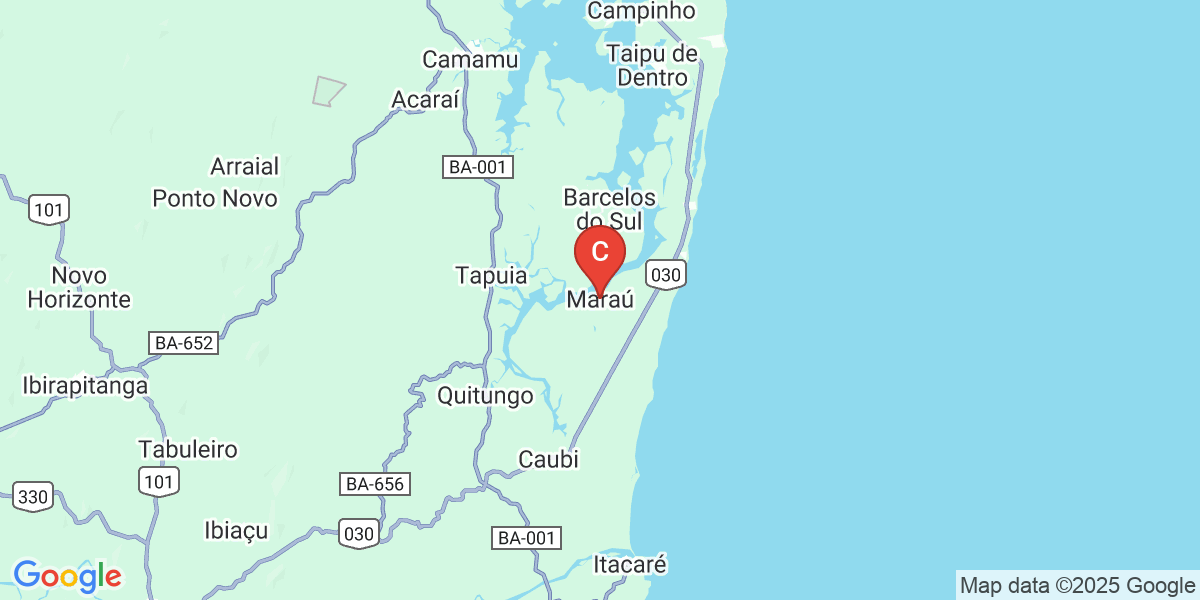 Campinho
Taipu de
Dentro
Camamu
Acaraí
BA-001
Arraial
Ponto Novo
101
Barcelos
do Sul
C
Novo
Horizonte
Tapuia
030
Maraú
BA-652
Ibirapitanga
Quitungo
Tabuleiro
Caubi
101
BA-656
330
Ibiaçu
030
BA-001
Itacaré
Google
Map data ©2025 Google